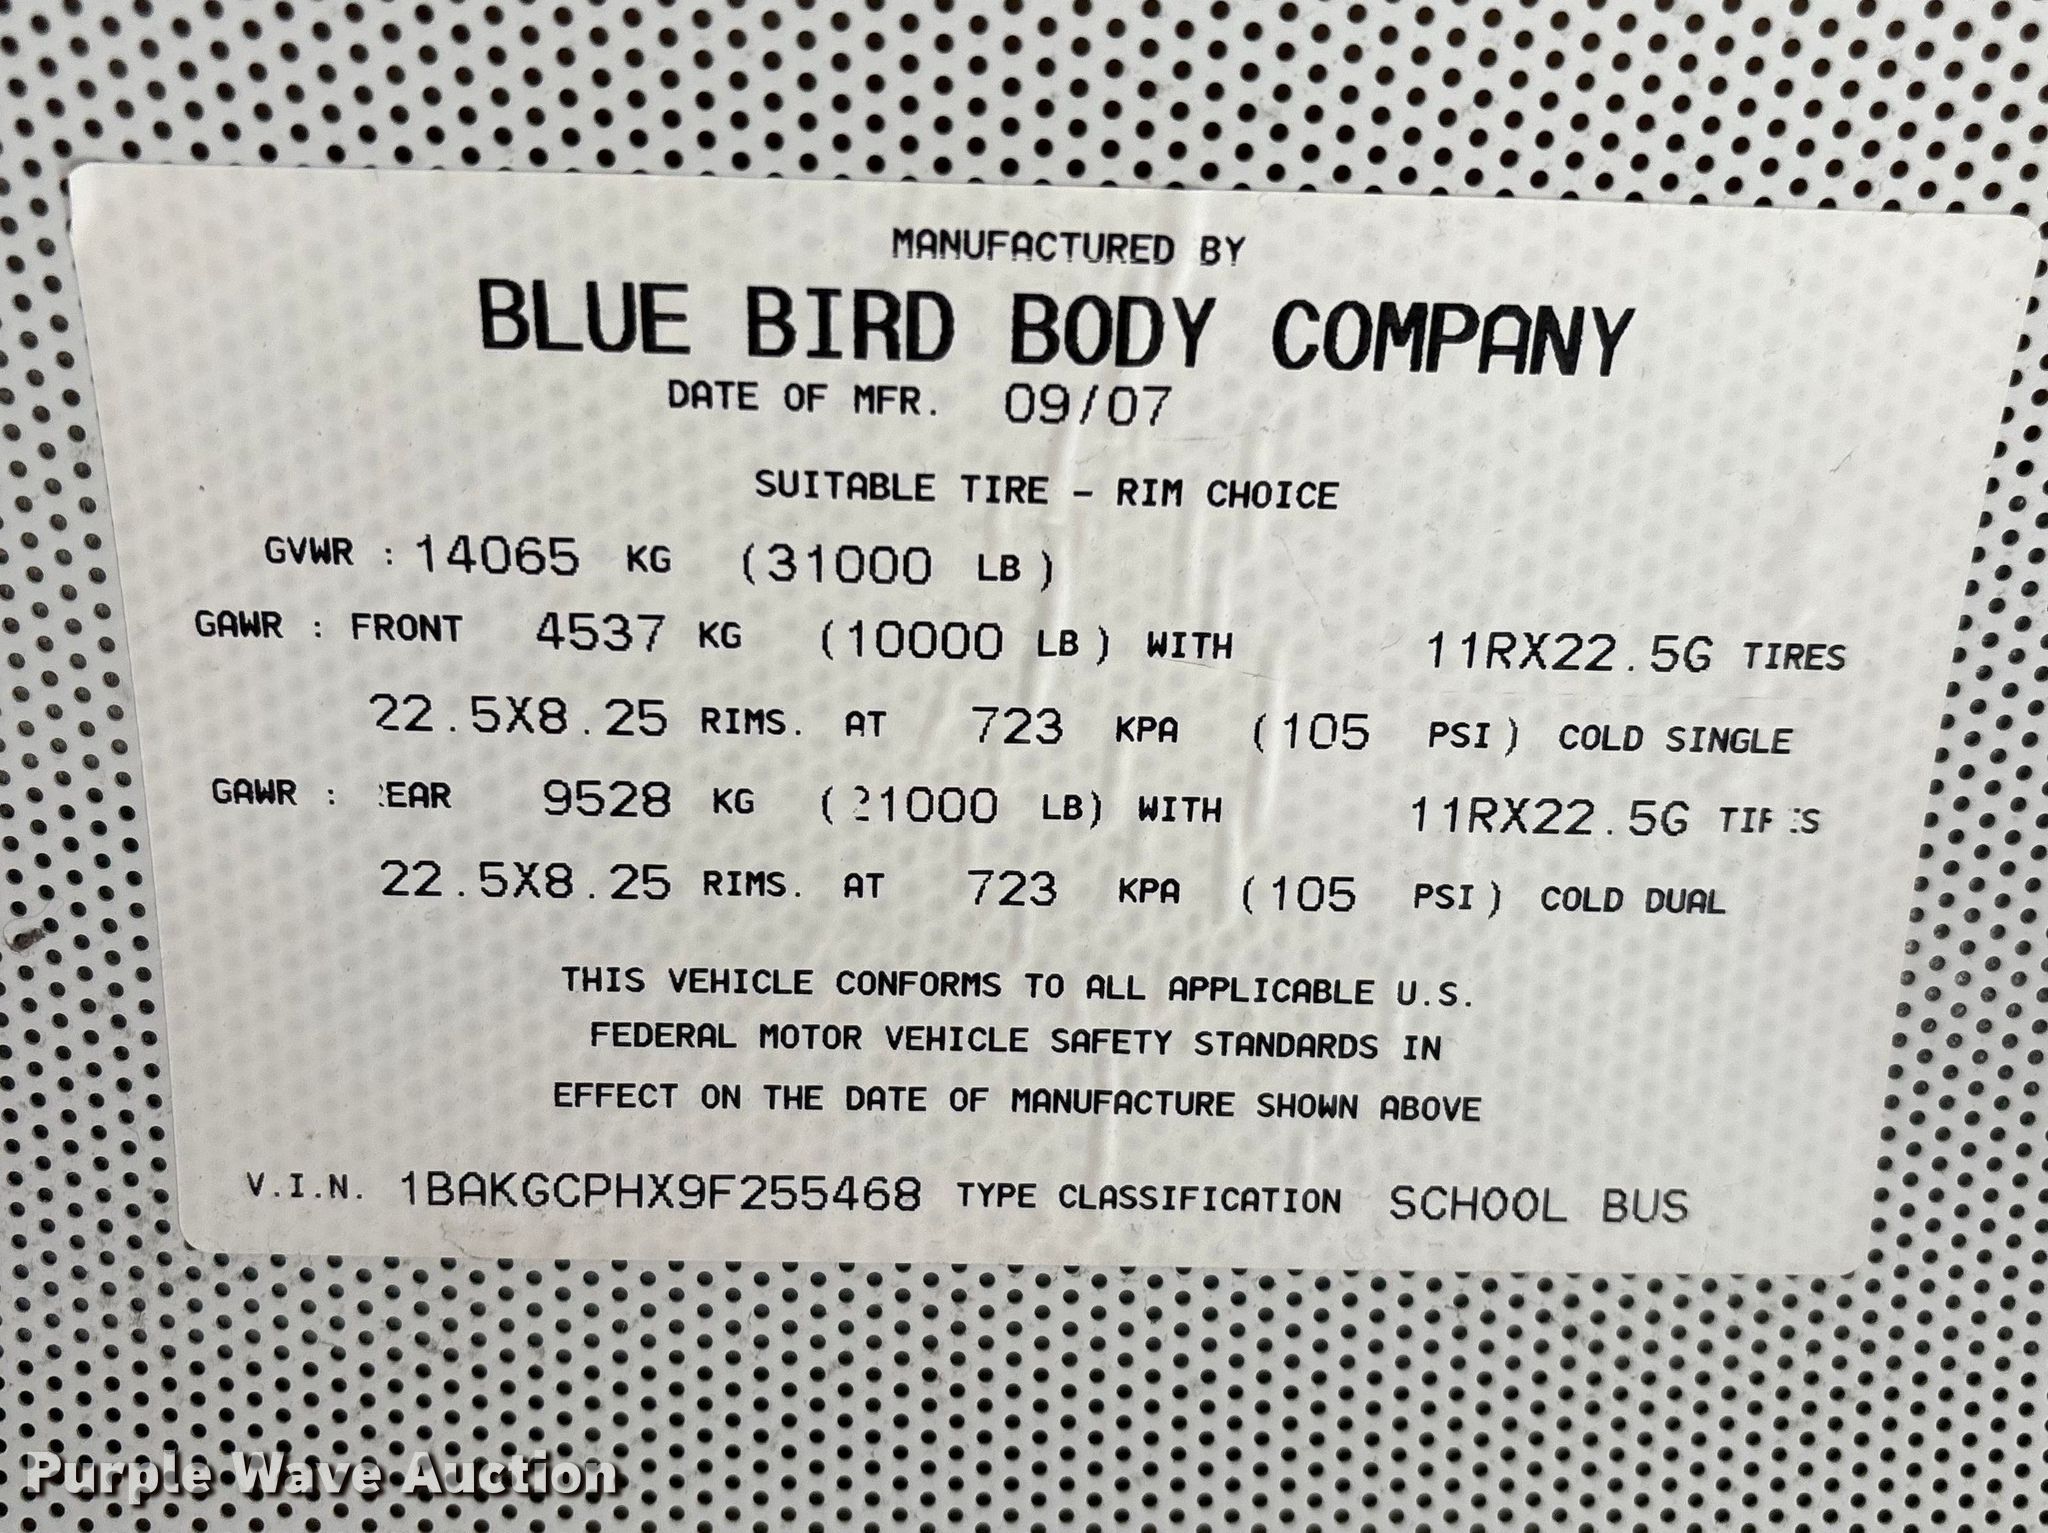 MANUFACTURED BY
BLUE BIRD BODY COMPANY
DATE OF MFR. 09/07
SUITABLE TIRE - RIM CHOICE
GVWR : 14065 KG (31000 LB)
GAWR : FRONT 4537 KG (10000 LB) WITH 11RX22.5G TIRES
22.5X8.25 RIMS. AT 723 KPA (105 PSI) COLD SINGLE
GAWR : REAR 9528 KG (21000 LB) WITH 11RX22.5G TIRES
22.5X8.25 RIMS. AT 723 KPA (105 PSI) COLD DUAL
THIS VEHICLE CONFORMS TO ALL APPLICABLE U.S.
FEDERAL MOTOR VEHICLE SAFETY STANDARDS IN
EFFECT ON THE DATE OF MANUFACTURE SHOWN ABOVE
V.I.N. 1BAKGCPHX9F255468 TYPE CLASSIFICATION SCHOOL BUS
Purple Wave Auction